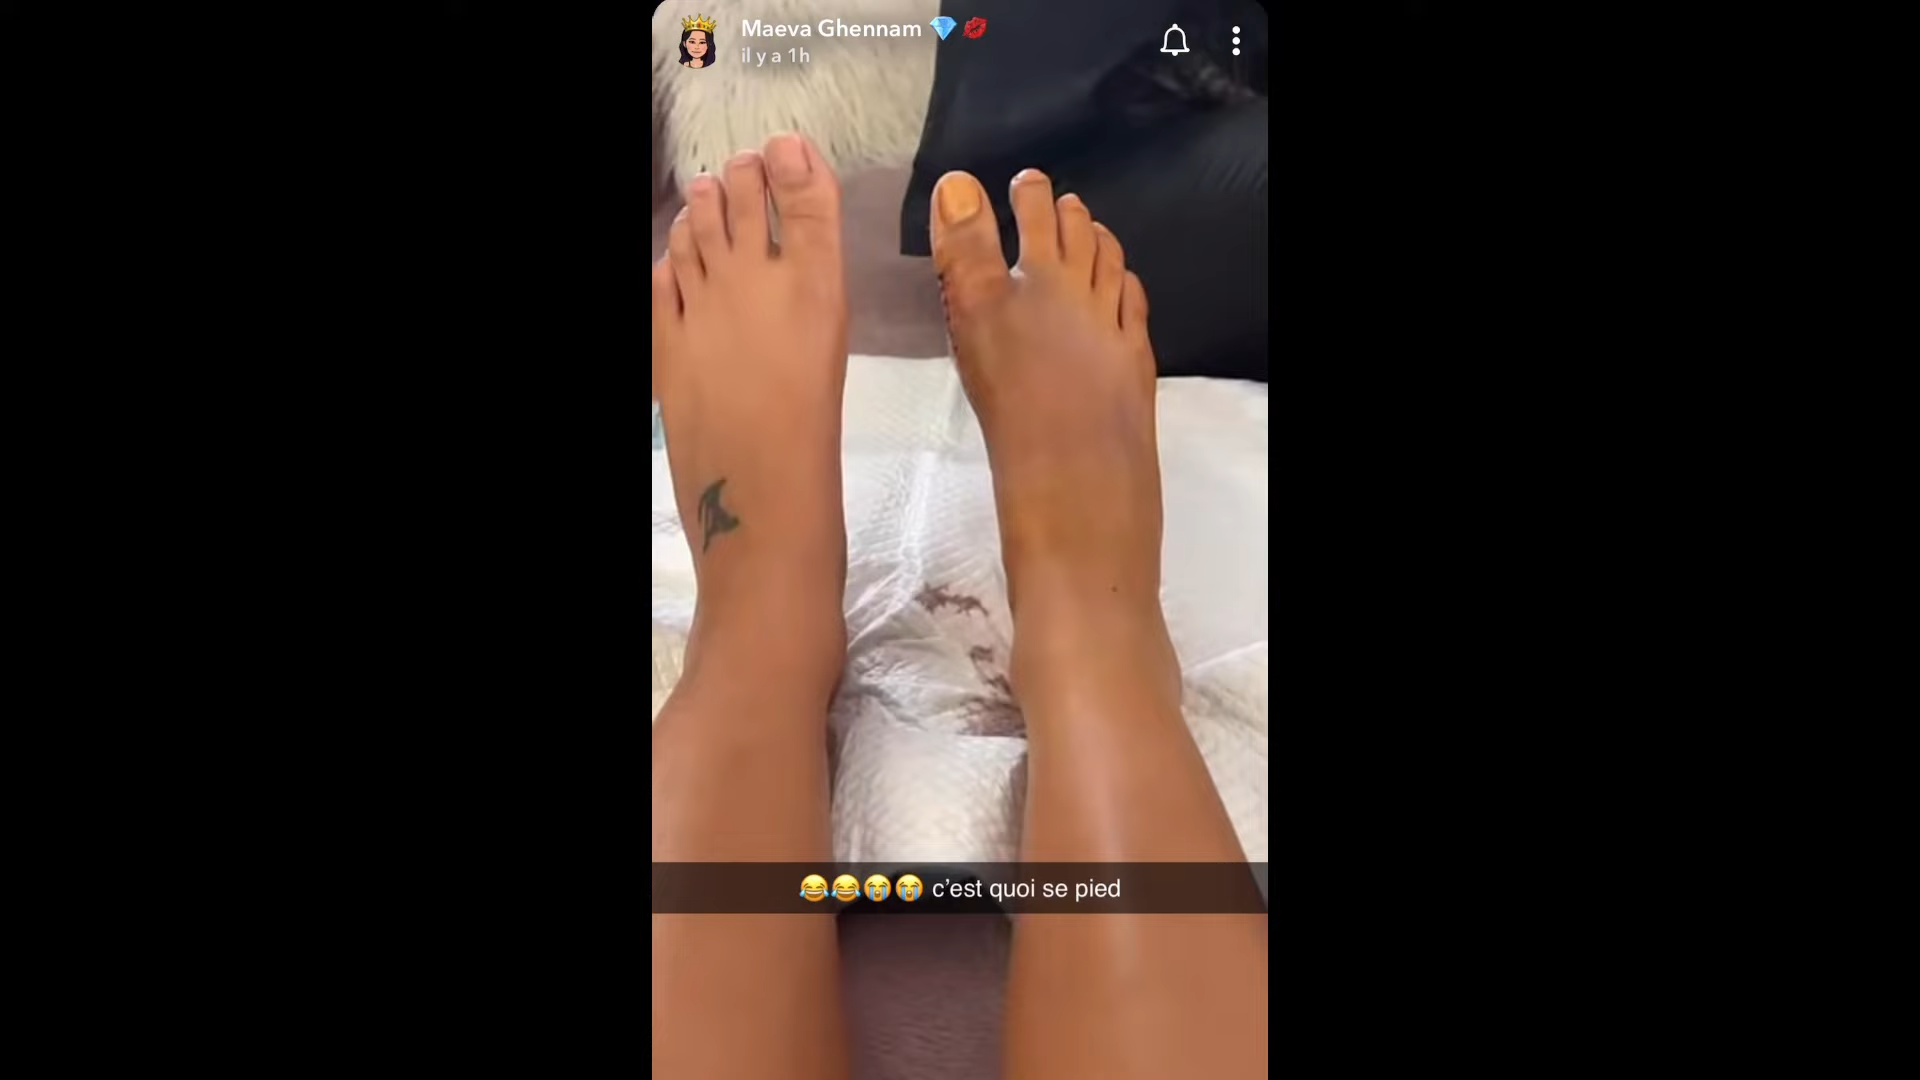 Maeva Ghennam 💎💋
il y a 1h
😂😂😭😭 c’est quoi se pied